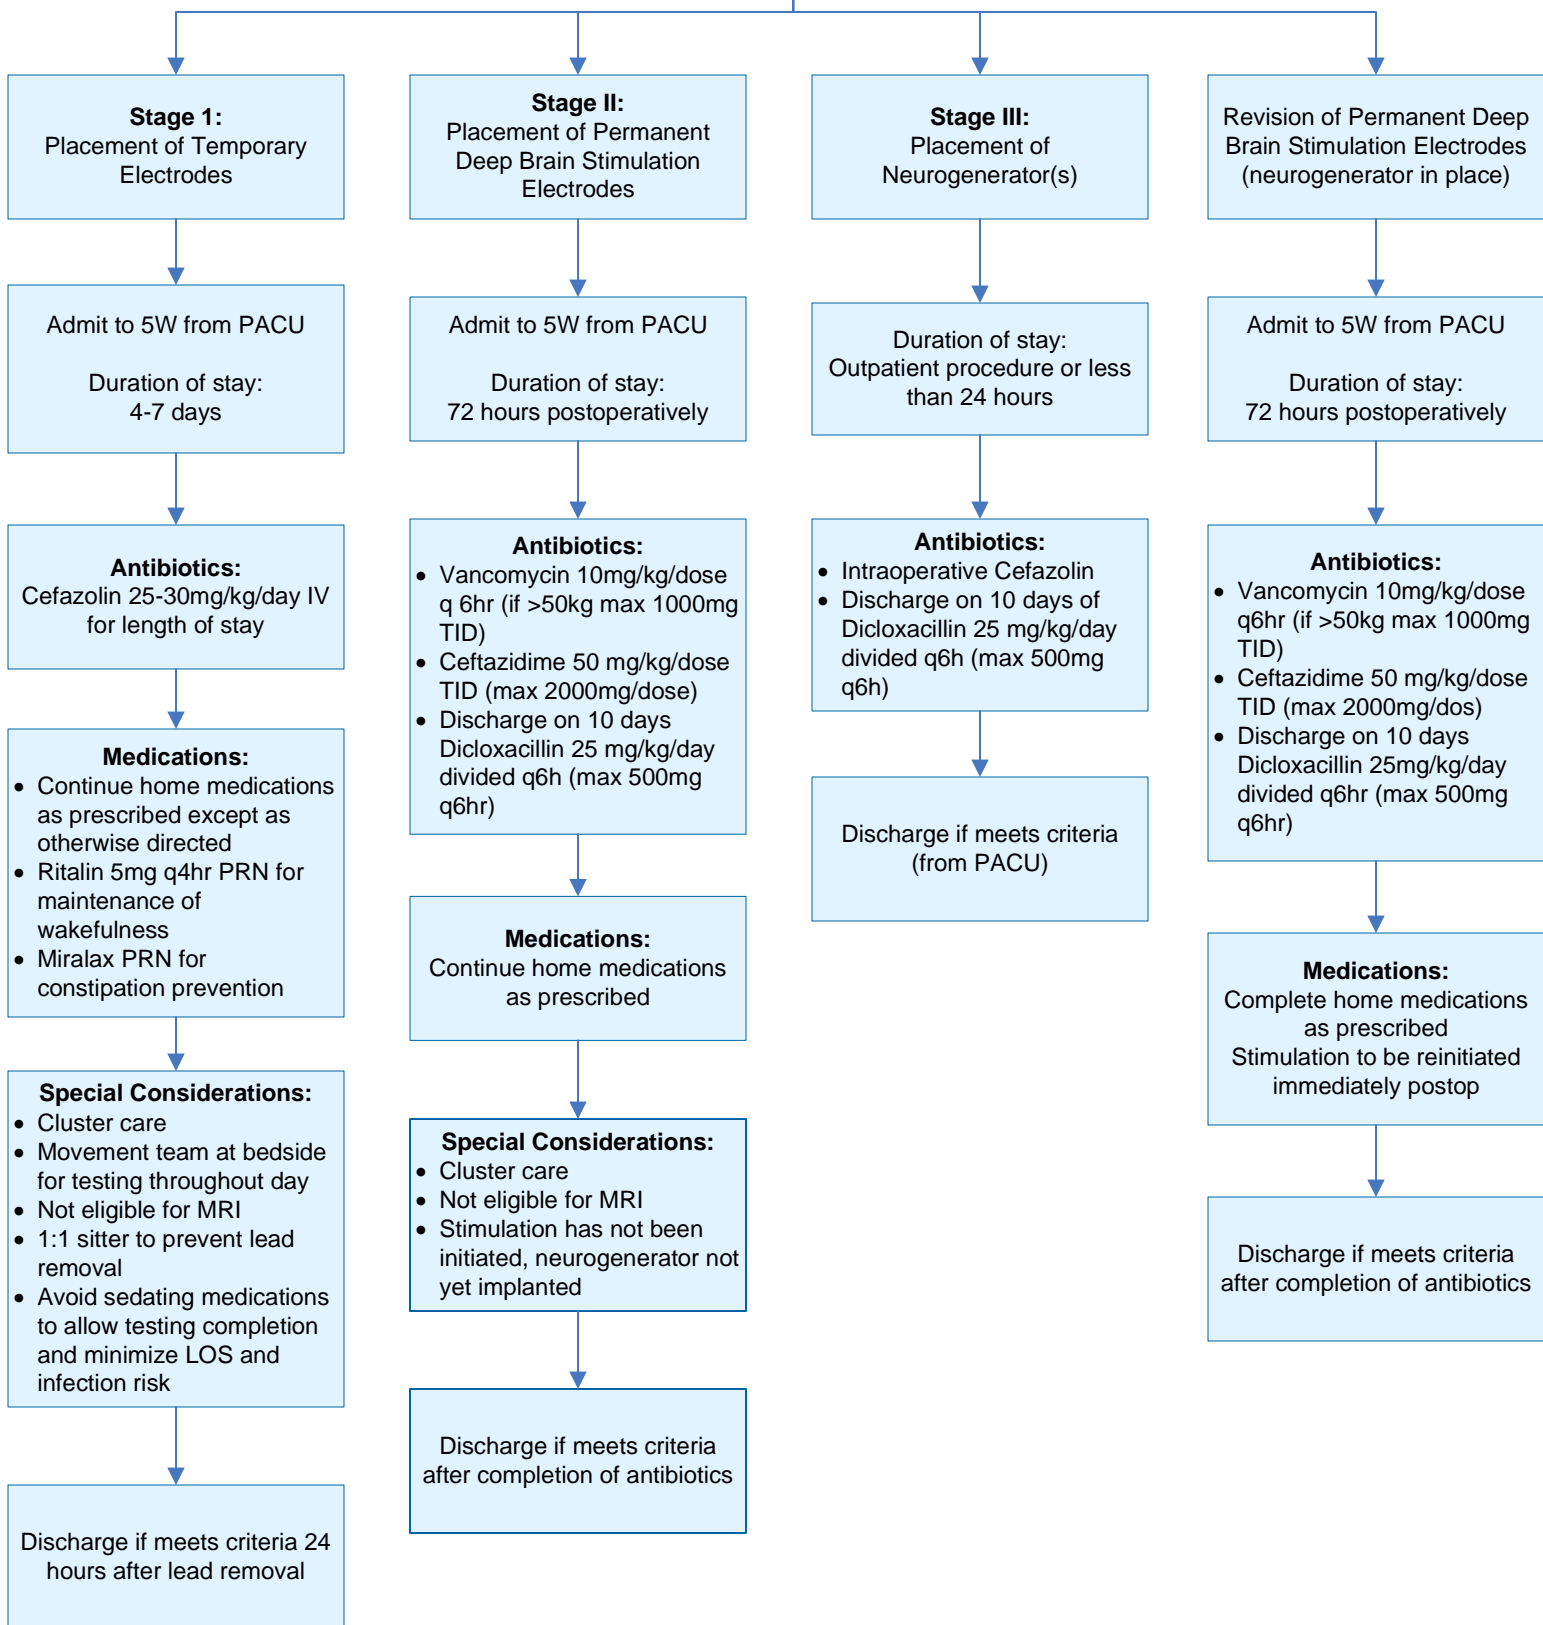 Stage 1:
Placement of Temporary
Electrodes
Admit to 5W from PACU
Duration of stay:
4-7 days
Antibiotics:
Cefazolin 25-30mg/kg/day IV
for length of stay
Medications:
• Continue home medications
as prescribed except as
otherwise directed
• Ritalin 5mg q4hr PRN for
maintenance of
wakefulness
• Miralax PRN for
constipation prevention
Special Considerations:
• Cluster care
• Movement team at bedside
for testing throughout day
• Not eligible for MRI
• 1:1 sitter to prevent lead
removal
• Avoid sedating medications
to allow testing completion
and minimize LOS and
infection risk
Discharge if meets criteria 24
hours after lead removal
Stage II:
Placement of Permanent
Deep Brain Stimulation
Electrodes
Admit to 5W from PACU
Duration of stay:
72 hours postoperatively
Antibiotics:
• Vancomycin 10mg/kg/dose
q 6hr (if >50kg max 1000mg
TID)
• Ceftazidime 50 mg/kg/dose
TID (max 2000mg/dose)
• Discharge on 10 days
Dicloxacillin 25 mg/kg/day
divided q6h (max 500mg
q6hr)
Medications:
Continue home medications
as prescribed
Special Considerations:
• Cluster care
• Not eligible for MRI
• Stimulation has not been
initiated, neurogenerator not
yet implanted
Discharge if meets criteria
after completion of antibiotics
Stage III:
Placement of
Neurogenerator(s)
Duration of stay:
Outpatient procedure or less
than 24 hours
Antibiotics:
• Intraoperative Cefazolin
• Discharge on 10 days of
Dicloxacillin 25 mg/kg/day
divided q6h (max 500mg
q6h)
Discharge if meets criteria
(from PACU)
Revision of Permanent Deep
Brain Stimulation Electrodes
(neurogenerator in place)
Admit to 5W from PACU
Duration of stay:
72 hours postoperatively
Antibiotics:
• Vancomycin 10mg/kg/dose
q6hr (if >50kg max 1000mg
TID)
• Ceftazidime 50 mg/kg/dose
TID (max 2000mg/dos)
• Discharge on 10 days
Dicloxacillin 25mg/kg/day
divided q6hr (max 500mg
q6hr)
Medications:
Complete home medications
as prescribed
Stimulation to be reinitiated
immediately postop
Discharge if meets criteria
after completion of antibiotics